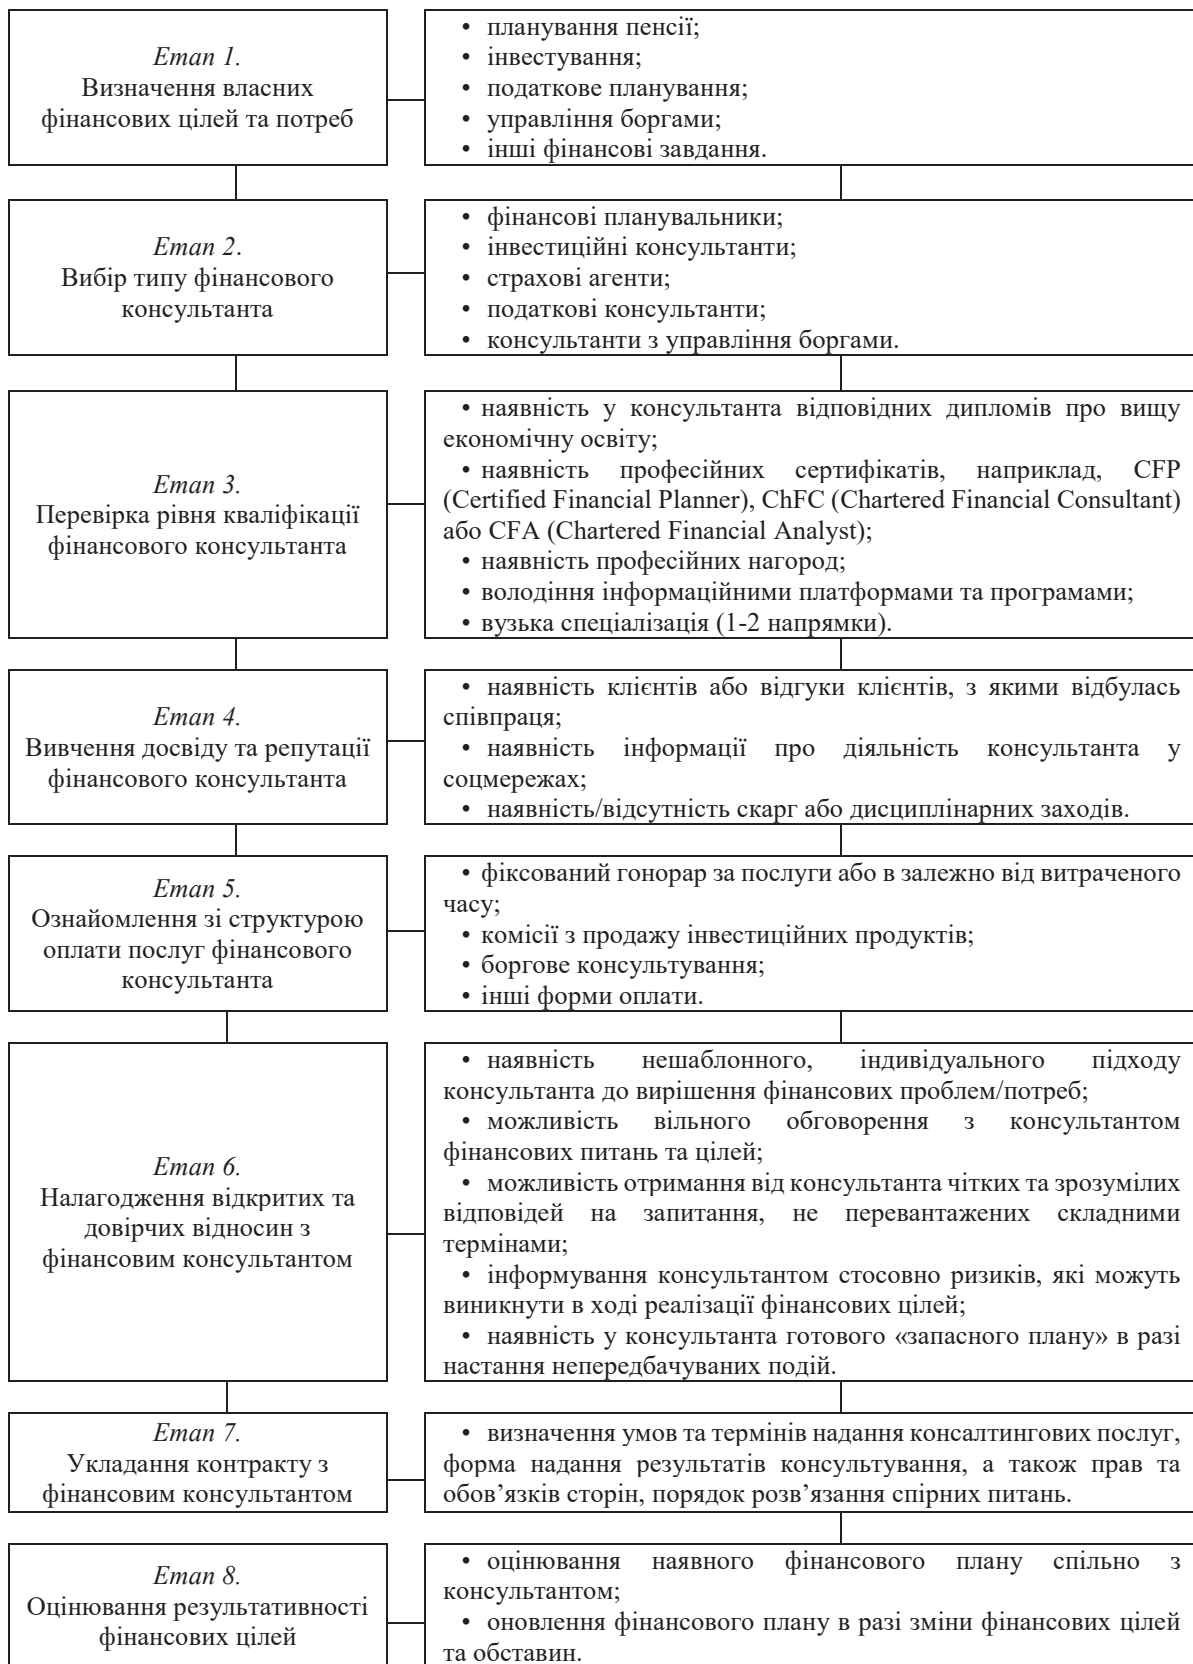 Етап 1.
Визначення власних
фінансових цілей та потреб
• планування пенсії;
• інвестування;
• податкове планування;
• управління боргами;
• інші фінансові завдання.
Етап 2.
Вибір типу фінансового
консультанта
• фінансові планувальники;
• інвестиційні консультанти;
• страхові агенти;
• податкові консультанти;
• консультанти з управління боргами.
Етап 3.
Перевірка рівня кваліфікації
фінансового консультанта
• наявність у консультанта відповідних дипломів про вищу
економічну освіту;
• наявність професійних сертифікатів, наприклад, CFP
(Certified Financial Planner), ChFC (Chartered Financial Consultant)
або CFA (Chartered Financial Analyst);
• наявність професійних нагород;
• володіння інформаційними платформами та програмами;
• вузька спеціалізація (1-2 напрямки).
Етап 4.
Вивчення досвіду та репутації
фінансового консультанта
• наявність клієнтів або відгуки клієнтів, з якими відбулась
співпраця;
• наявність інформації про діяльність консультанта у
соцмережах;
• наявність/відсутність скарг або дисциплінарних заходів.
Етап 5.
Ознайомлення зі структурою
оплати послуг фінансового
консультанта
• фіксований гонорар за послуги або в залежно від витраченого
часу;
• комісії з продажу інвестиційних продуктів;
• боргове консультування;
• інші форми оплати.
Етап 6.
Налагодження відкритих та
довірчих відносин з
фінансовим консультантом
• наявність нешаблонного, індивідуального підходу
консультанта до вирішення фінансових проблем/потреб;
• можливість вільного обговорення з консультантом
фінансових питань та цілей;
• можливість отримання від консультанта чітких та зрозумілих
відповідей на запитання, не перевантажених складними
термінами;
• інформування консультантом стосовно ризиків, які можуть
виникнути в ході реалізації фінансових цілей;
• наявність у консультанта готового «запасного плану» в разі
настання непередбачуваних подій.
Етап 7.
Укладання контракту з
фінансовим консультантом
• визначення умов та термінів надання консалтингових послуг,
форма надання результатів консультування, а також прав та
обов’язків сторін, порядок розв’язання спірних питань.
Етап 8.
Оцінювання результативності
фінансових цілей
• оцінювання наявного фінансового плану спільно з
консультантом;
• оновлення фінансового плану в разі зміни фінансових цілей
та обставин.